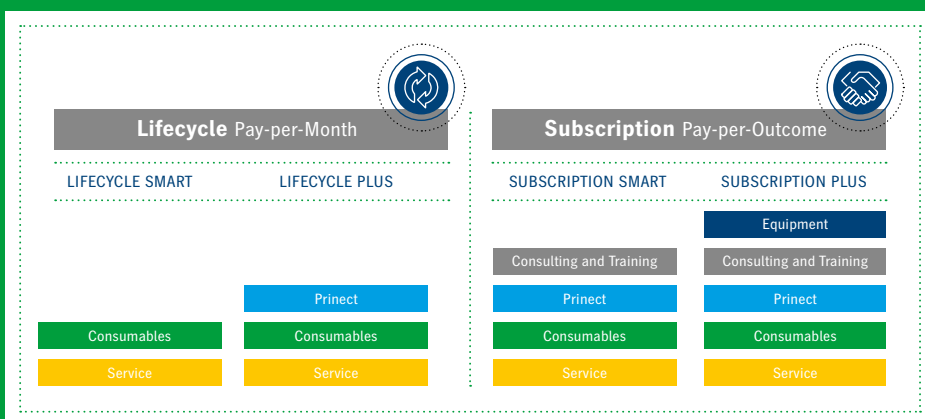 Lifecycle Pay-per-Month
LIFECYCLE SMART
LIFECYCLE PLUS
Prinect
Consumables
Consumables
Service
Service
Subscription Pay-per-Outcome
SUBSCRIPTION SMART
SUBSCRIPTION PLUS
Equipment
Consulting and Training
Consulting and Training
Prinect
Prinect
Consumables
Consumables
Service
Service